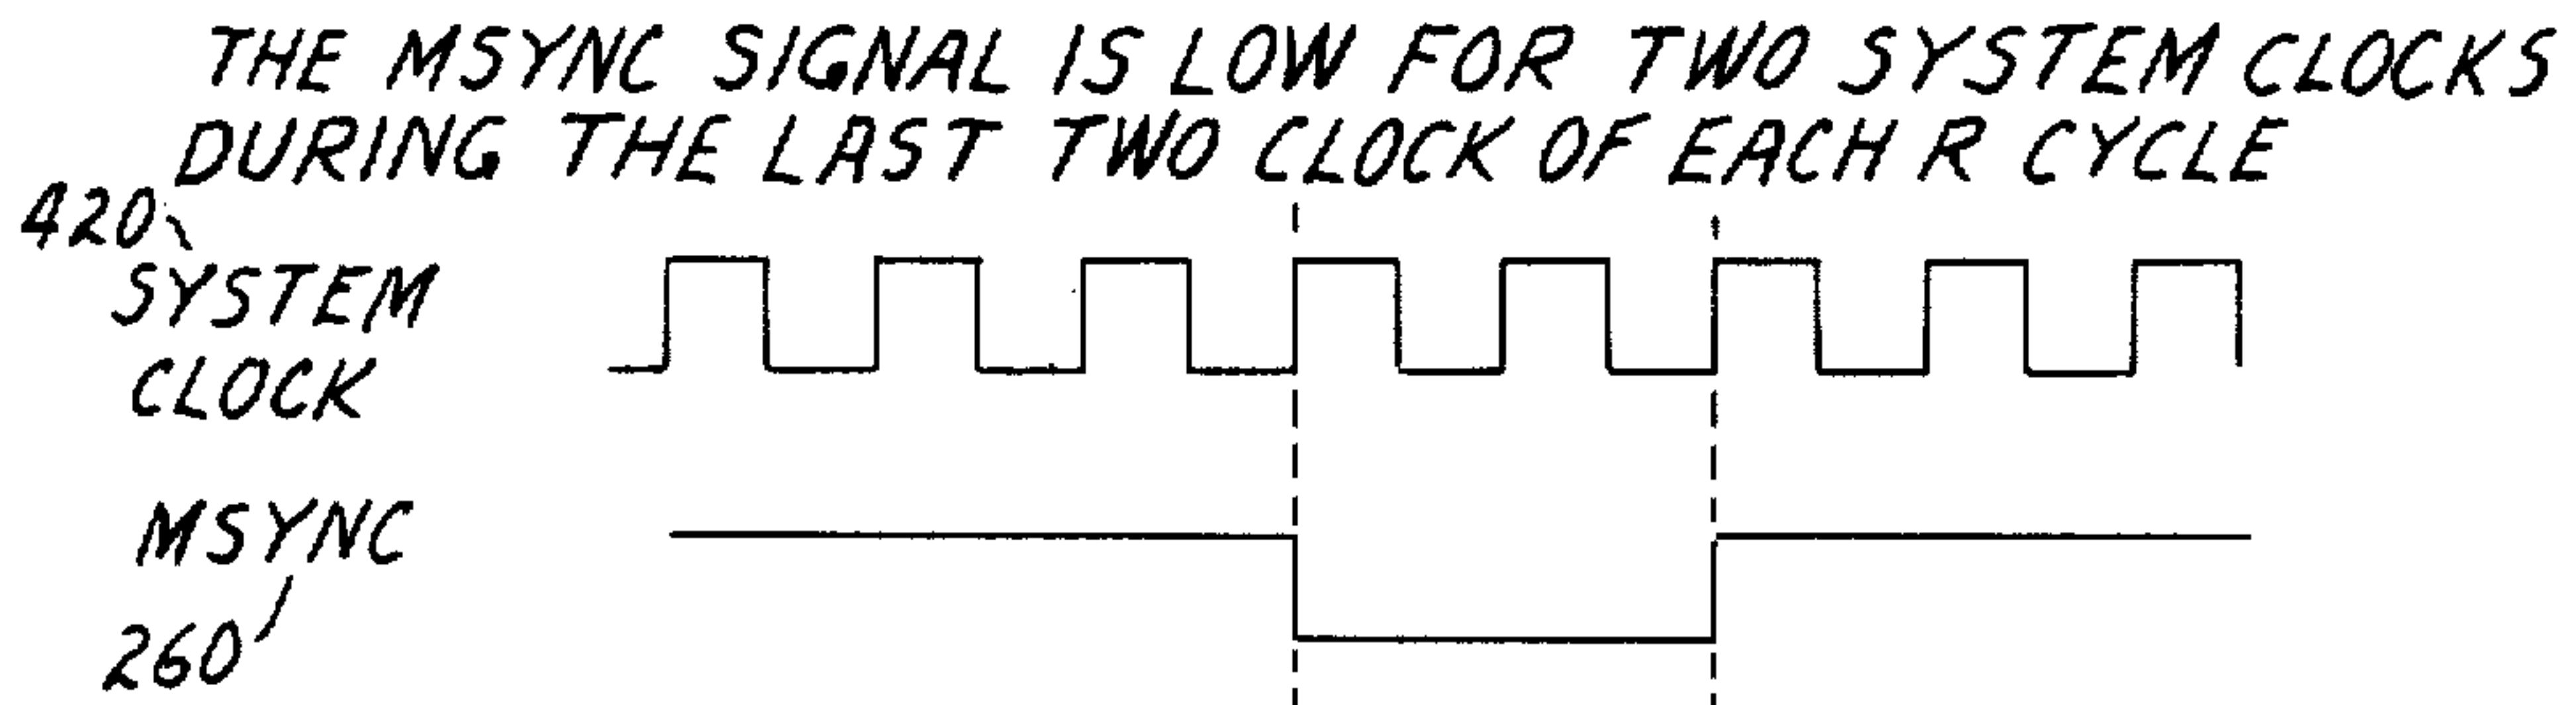 THE MSYNC SIGNAL IS LOW FOR TWO SYSTEM CLOCKS
DURING THE LAST TWO CLOCK OF EACH R CYCLE
420
SYSTEM
CLOCK
MSYNC
260